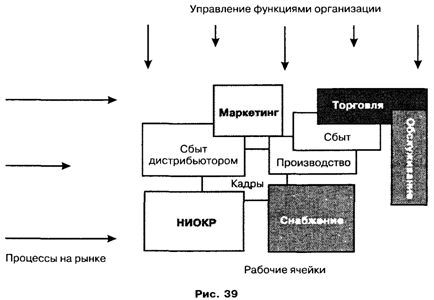 Управление функциями организации
Маркетинг
Торговля
Сбыт
дистрибьютором
Сбыт
Производство
Обслуживание
Кадры
НИОКР
Снабжение
Процессы на рынке
Рабочие ячейки
Рис. 39